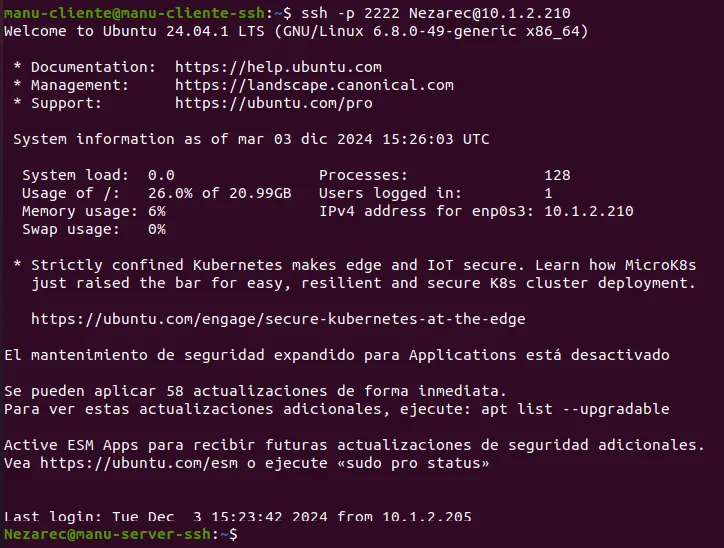 manu-cliente@manu-cliente-ssh:~$ ssh -p 2222 Nezarec@10.1.2.210
Welcome to Ubuntu 24.04.1 LTS (GNU/Linux 6.8.0-49-generic x86_64)
* Documentation:  https://help.ubuntu.com
* Management:     https://landscape.canonical.com
* Support:        https://ubuntu.com/pro
System information as of mar 03 dic 2024 15:26:03 UTC
System load:  0.0                Processes:               128
Usage of /:   26.0% of 20.99GB   Users logged in:         1
Memory usage: 6%                 IPv4 address for enp0s3: 10.1.2.210
Swap usage:   0%
* Strictly confined Kubernetes makes edge and IoT secure. Learn how MicroK8s
just raised the bar for easy, resilient and secure K8s cluster deployment.
https://ubuntu.com/engage/secure-kubernetes-at-the-edge
El mantenimiento de seguridad expandido para Applications está desactivado
Se pueden aplicar 58 actualizaciones de forma inmediata.
Para ver estas actualizaciones adicionales, ejecute: apt list --upgradable
Active ESM Apps para recibir futuras actualizaciones de seguridad adicionales.
Vea https://ubuntu.com/esm o ejecute «sudo pro status»
Last login: Tue Dec  3 15:23:42 2024 from 10.1.2.205
Nezarec@manu-server-ssh:~$